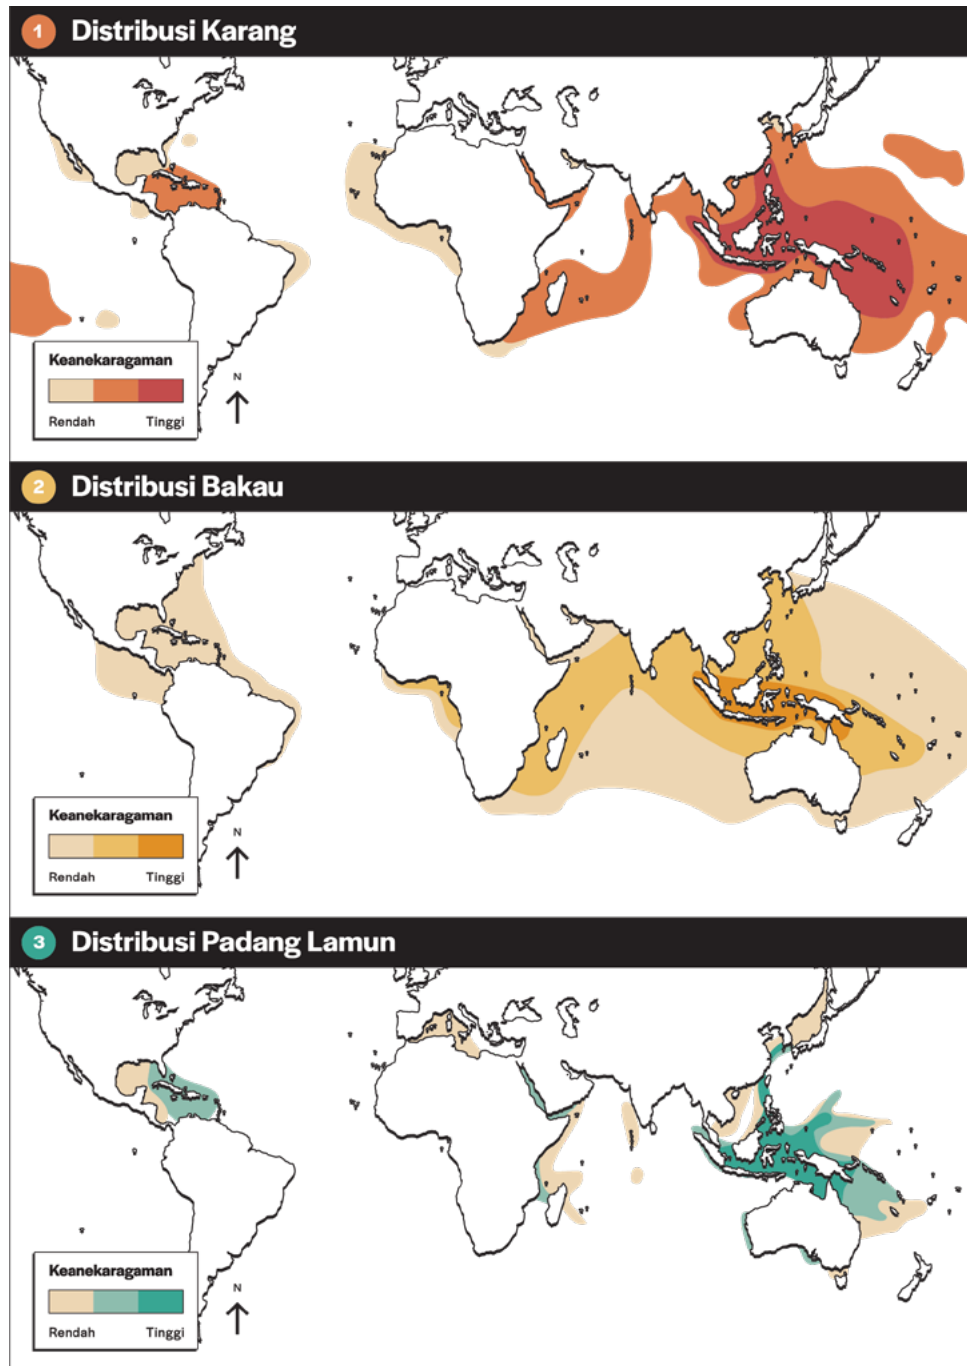 1 Distribusi Karang
Keanekaragaman
Rendah Tinggi
N
2 Distribusi Bakau
Keanekaragaman
Rendah Tinggi
N
3 Distribusi Padang Lamun
Keanekaragaman
Rendah Tinggi
N